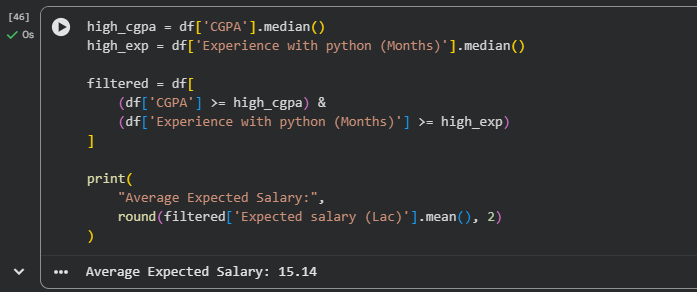 [46]
0s
high_cgpa = df['CGPA'].median()
high_exp = df['Experience with python (Months)'].median()
filtered = df[
    (df['CGPA'] >= high_cgpa) &
    (df['Experience with python (Months)'] >= high_exp)
]
print(
    "Average Expected Salary:",
    round(filtered['Expected salary (Lac)'].mean(), 2)
)
Average Expected Salary: 15.14